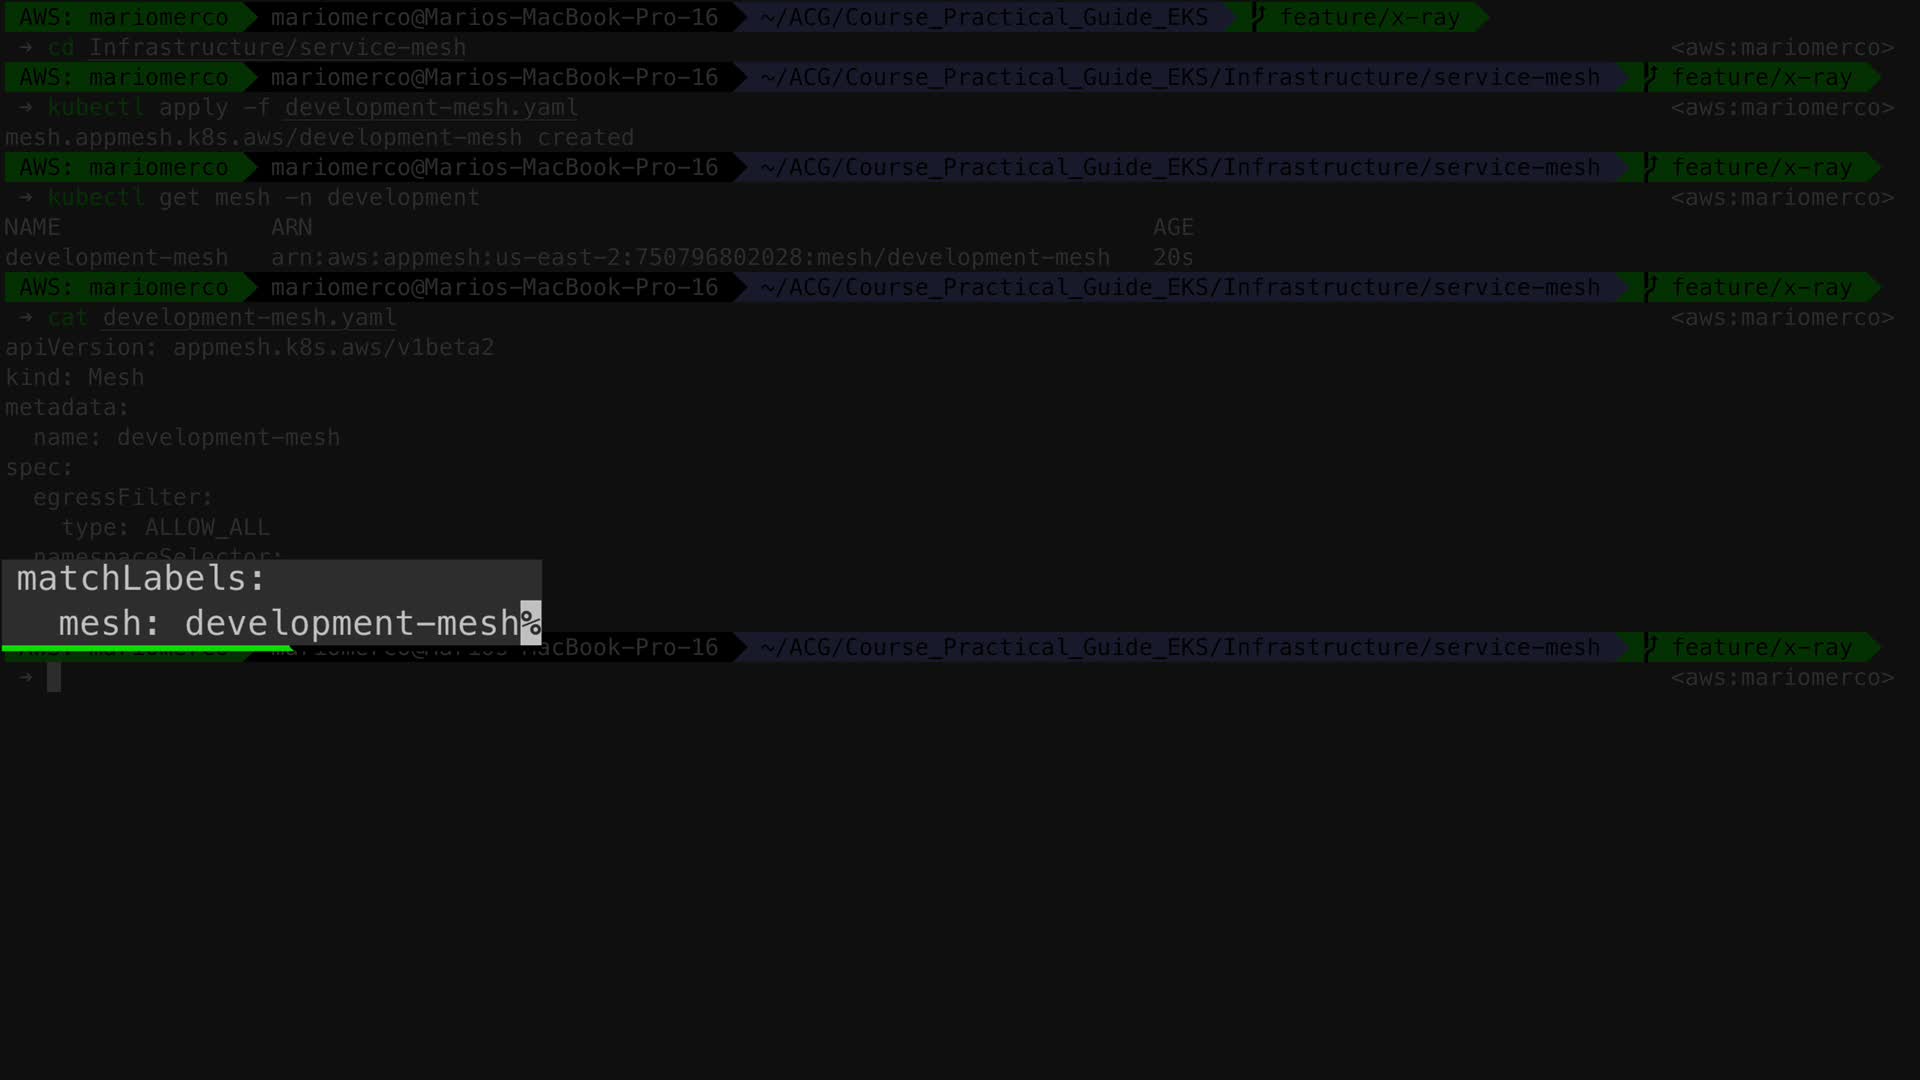 AWS: mariomerco mariomerco@Marios-MacBook-Pro-16 ~/ACG/Course_Practical_Guide_EKS feature/x-ray
→ cd Infrastructure/service-mesh <aws:mariomerco>
AWS: mariomerco mariomerco@Marios-MacBook-Pro-16 ~/ACG/Course_Practical_Guide_EKS/Infrastructure/service-mesh feature/x-ray
→ kubectl apply -f development-mesh.yaml <aws:mariomerco>
mesh.appmesh.k8s.aws/development-mesh created
AWS: mariomerco mariomerco@Marios-MacBook-Pro-16 ~/ACG/Course_Practical_Guide_EKS/Infrastructure/service-mesh feature/x-ray
→ kubectl get mesh -n development <aws:mariomerco>
NAME ARN AGE
development-mesh arn:aws:appmesh:us-east-2:750796802028:mesh/development-mesh 20s
AWS: mariomerco mariomerco@Marios-MacBook-Pro-16 ~/ACG/Course_Practical_Guide_EKS/Infrastructure/service-mesh feature/x-ray
→ cat development-mesh.yaml <aws:mariomerco>
apiVersion: appmesh.k8s.aws/v1beta2
kind: Mesh
metadata:
name: development-mesh
spec:
egressFilter:
type: ALLOW_ALL
namespaceSelector:
matchLabels:
mesh: development-mesh%
AWS: mariomerco mariomerco@Marios-MacBook-Pro-16 ~/ACG/Course_Practical_Guide_EKS/Infrastructure/service-mesh feature/x-ray
→ <aws:mariomerco>